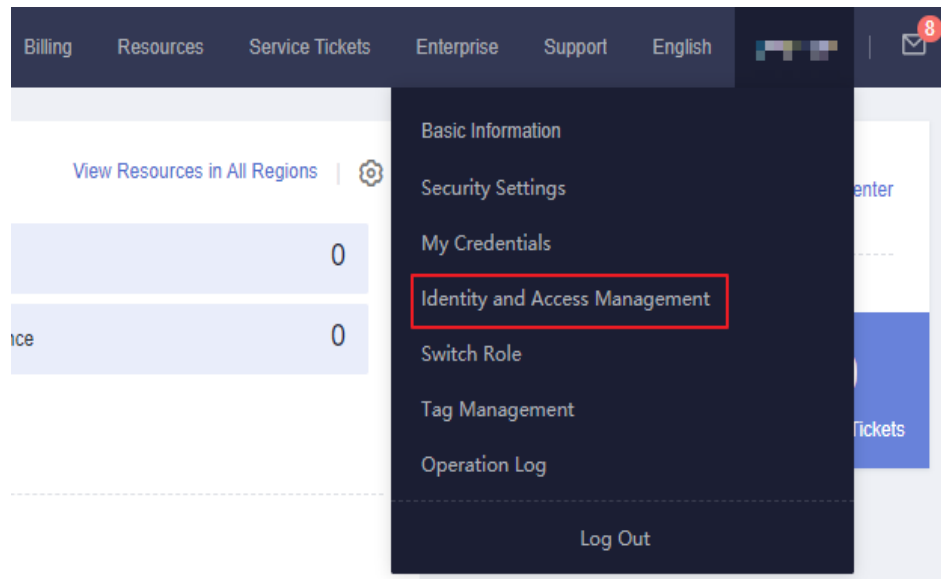 Billing Resources Service Tickets Enterprise Support English 8
Basic Information
View Resources in All Regions
Security Settings
enter
My Credentials
0
Identity and Access Management
nce 0
Switch Role
Tag Management
Tickets
Operation Log
Log Out